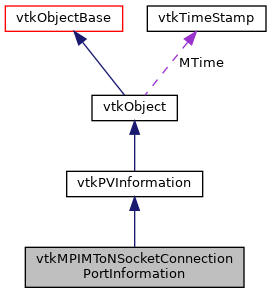 vtkObjectBase
vtkTimeStamp
MTime
vtkObject
vtkPVInformation
vtkMPIMToNSocketConnection
PortInformation